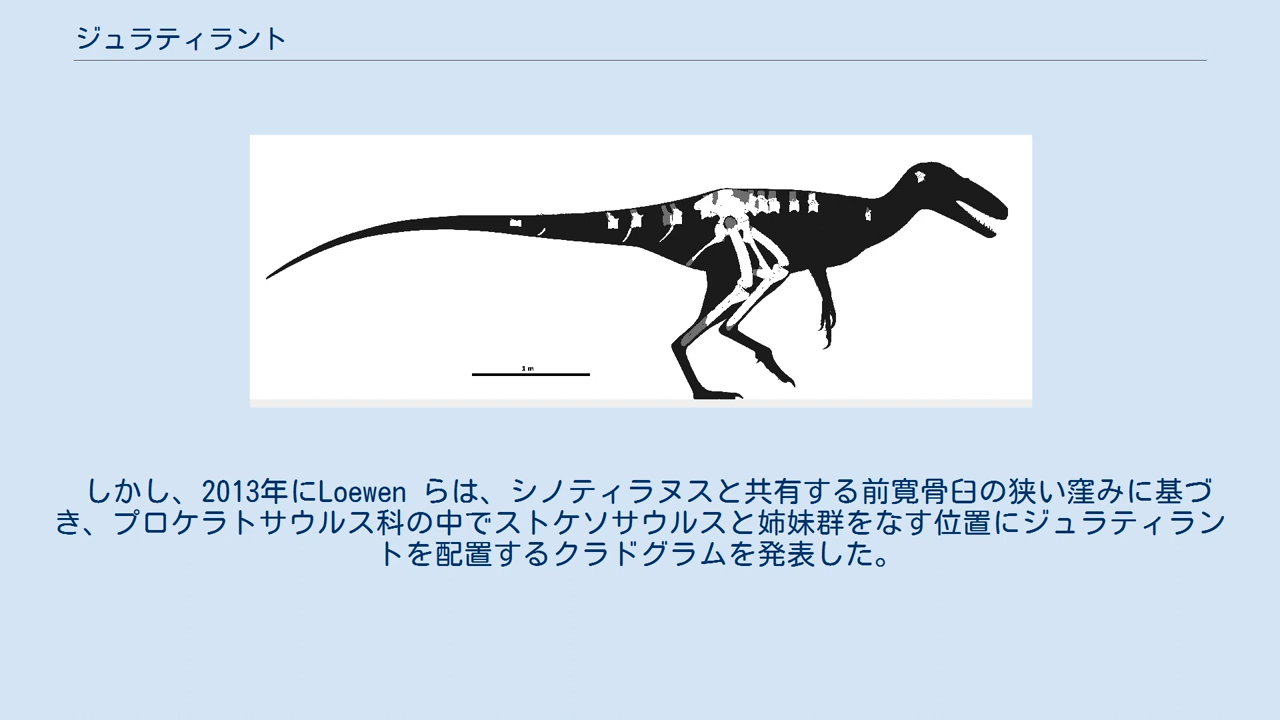 ジュラティラント
1 m
しかし、2013年にLoewen らは、シノティラヌスと共有する前寛骨臼の狭い窪みに基づ
き、プロケラトサウルス科の中でストケソサウルスと姉妹群をなす位置にジュラティラン
トを配置するクラドグラムを発表した。